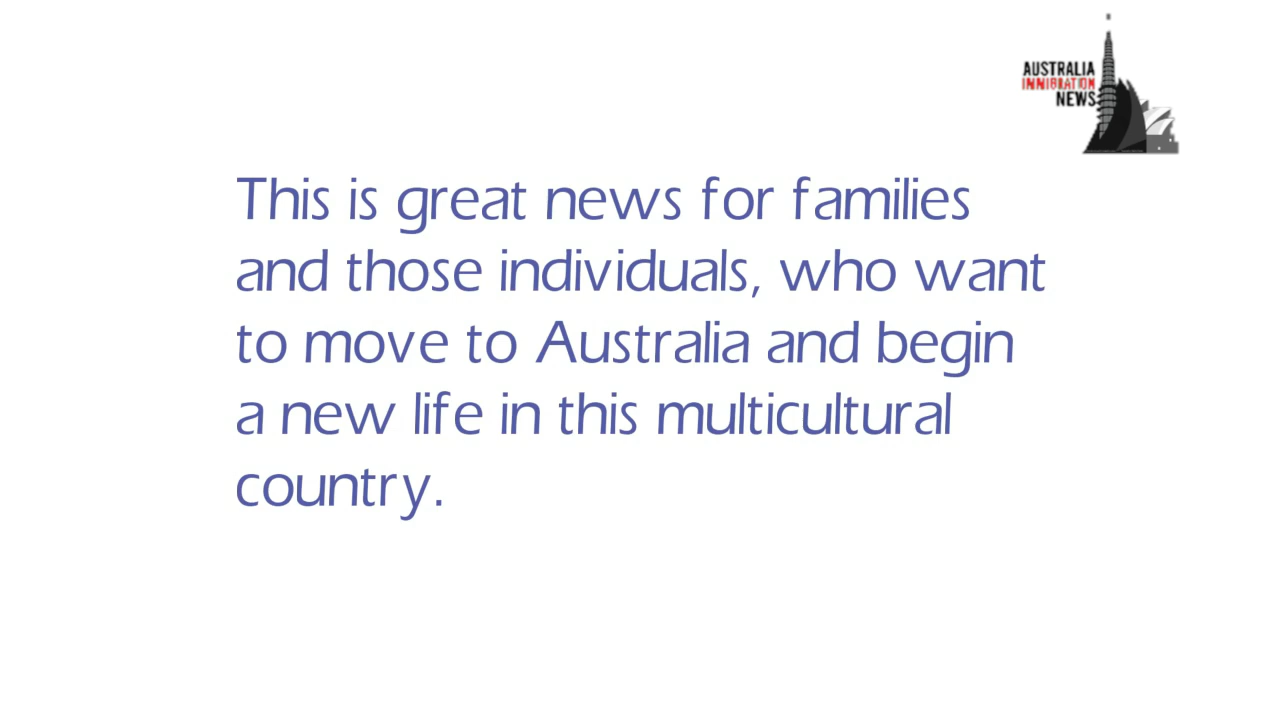 AUSTRALIA
IMMIGRATION
NEWS
This is great news for families
and those individuals, who want
to move to Australia and begin
a new life in this multicultural
country.